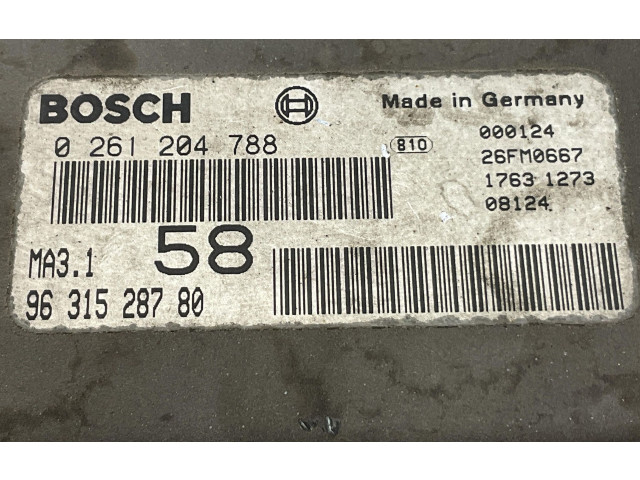 BOSCH
Made in Germany
0 261 204 788
810
000124
26FM0667
1763 1273
08124
58
MA3.1
96 315 287 80